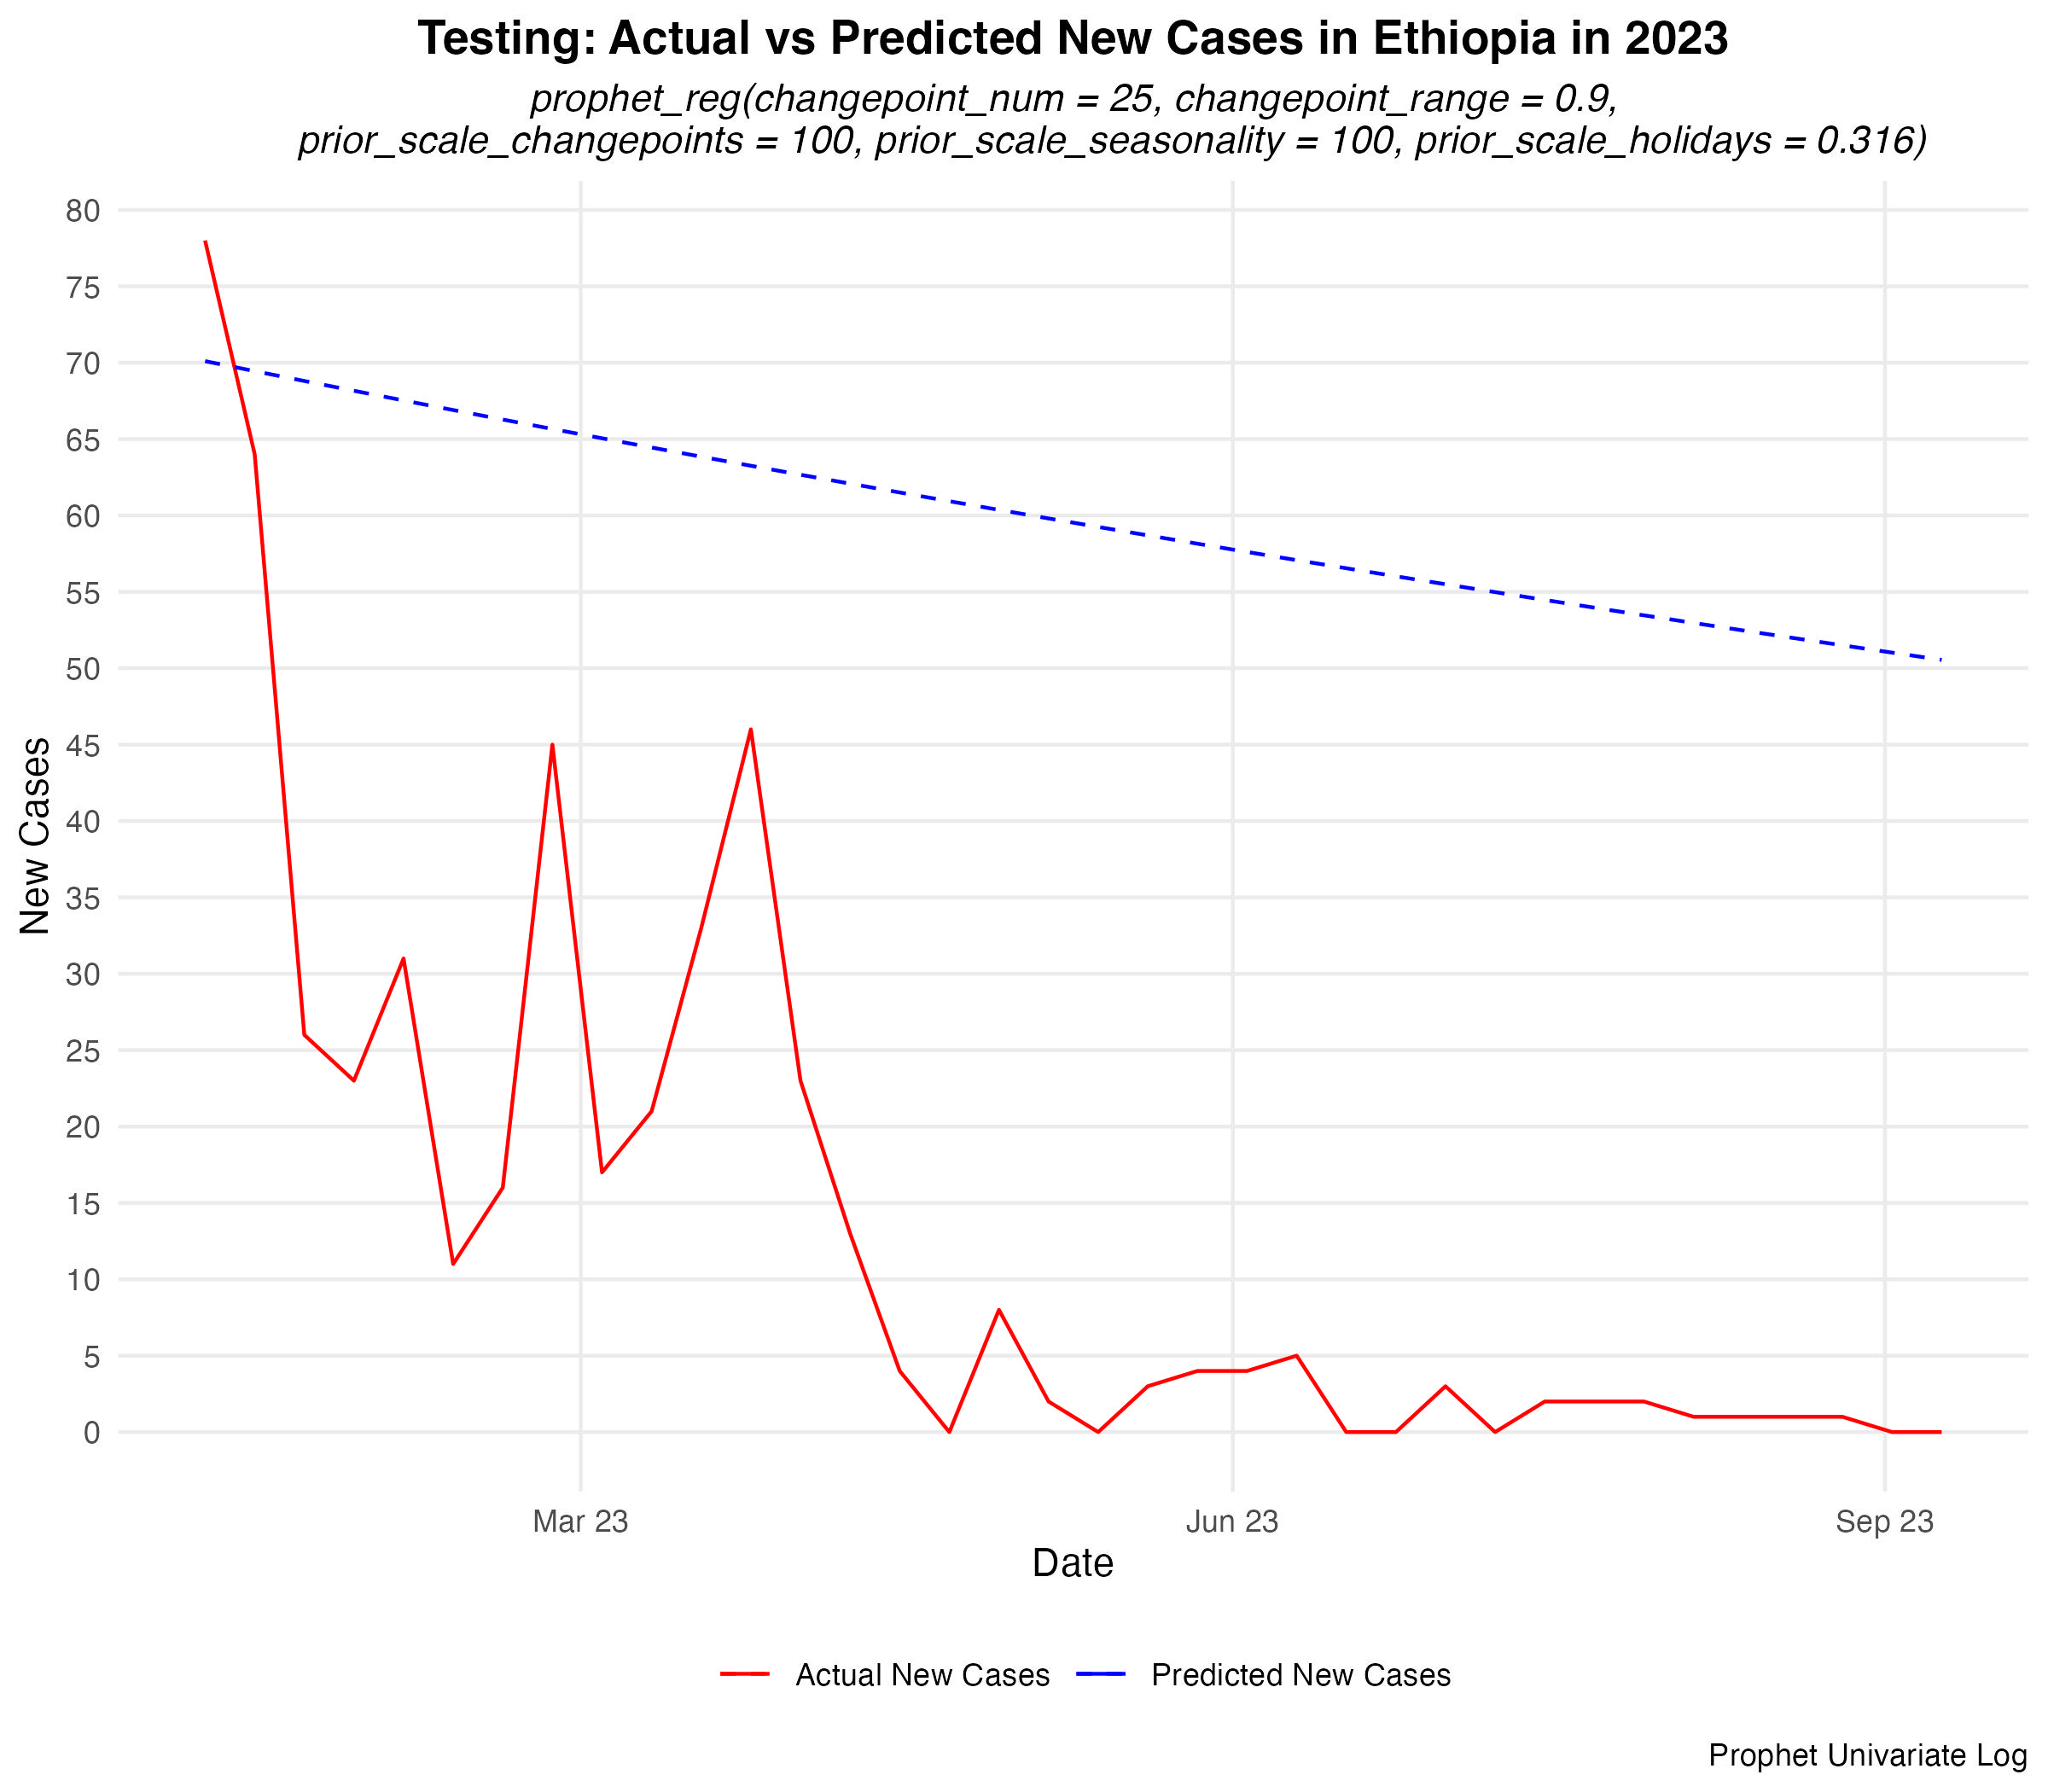 Testing: Actual vs Predicted New Cases in Ethiopia in 2023
prophet_reg(changepoint_num = 25, changepoint_range = 0.9,
prior_scale_changepoints = 100, prior_scale_seasonality = 100, prior_scale_holidays = 0.316)
New Cases
80
75
70
65
60
55
50
45
40
35
30
25
20
15
10
5
0
Mar 23 Jun 23 Sep 23
Date
Actual New Cases Predicted New Cases
Prophet Univariate Log